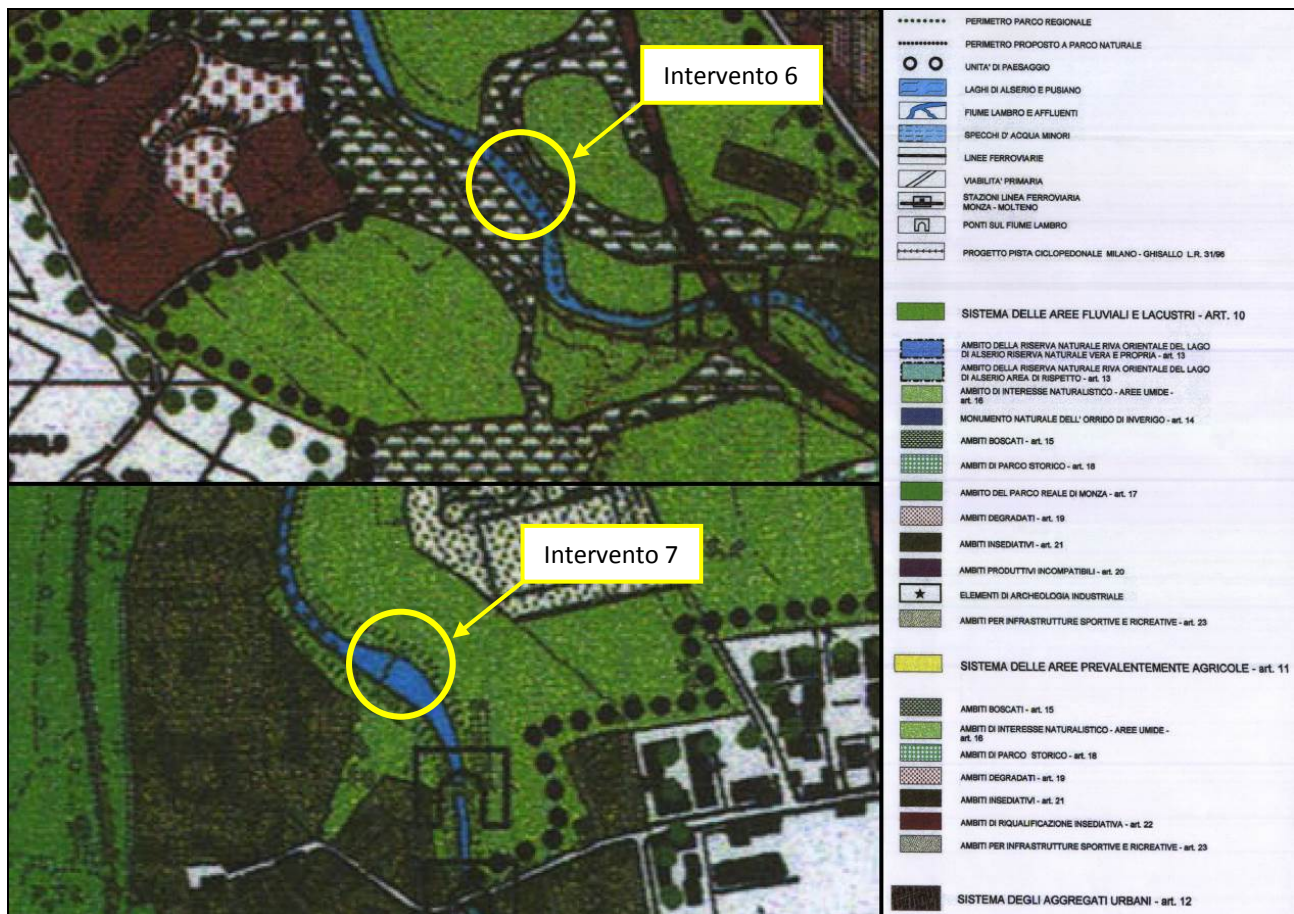 Intervento 6
Intervento 7
PERIMETRO PARCO REGIONALE
PERIMETRO PROPOSTO A PARCO NATURALE
UNITA' DI PAESAGGIO
LAGHI DI ALSERIO E PUSIANO
FIUME LAMBRO E AFFLUENTI
SPECCHI D' ACQUA MINORI
LINEE FERROVIARIE
VIABILITA' PRIMARIA
STAZIONI LINEA FERROVIARIA
MONZA - MOLTENO
PONTI SUL FIUME LAMBRO
PROGETTO PISTA CICLOPEDONALE MILANO - GHISALLO L.R. 31/96
SISTEMA DELLE AREE FLUVIALI E LACUSTRI - ART. 10
AMBITO DELLA RISERVA NATURALE RIVA ORIENTALE DEL LAGO
DI ALSERIO RISERVA NATURALE VERA E PROPRIA - art. 13
AMBITO DELLA RISERVA NATURALE RIVA ORIENTALE DEL LAGO
DI ALSERIO AREA DI RISPETTO - art. 13
AMBITO DI INTERESSE NATURALISTICO - AREE UMIDE -
art. 16
MONUMENTO NATURALE DELL' ORRIDO DI INVERIGO - art. 14
AMBITI BOSCATI - art. 15
AMBITI DI PARCO STORICO - art. 18
AMBITO DEL PARCO REALE DI MONZA - art. 17
AMBITI DEGRADATI - art. 19
AMBITI INSEDIATIVI - art. 21
AMBITI PRODUTTIVI INCOMPATIBILI - art. 20
ELEMENTI DI ARCHEOLOGIA INDUSTRIALE
AMBITI PER INFRASTRUTTURE SPORTIVE E RICREATIVE - art. 23
SISTEMA DELLE AREE PREVALENTEMENTE AGRICOLE - art. 11
AMBITI BOSCATI - art. 15
AMBITI DI INTERESSE NATURALISTICO - AREE UMIDE -
art. 16
AMBITI DI PARCO STORICO - art. 18
AMBITI DEGRADATI - art. 19
AMBITI INSEDIATIVI - art. 21
AMBITI DI RIQUALIFICAZIONE INSEDIATIVA - art. 22
AMBITI PER INFRASTRUTTURE SPORTIVE E RICREATIVE - art. 23
SISTEMA DEGLI AGGREGATI URBANI - art. 12